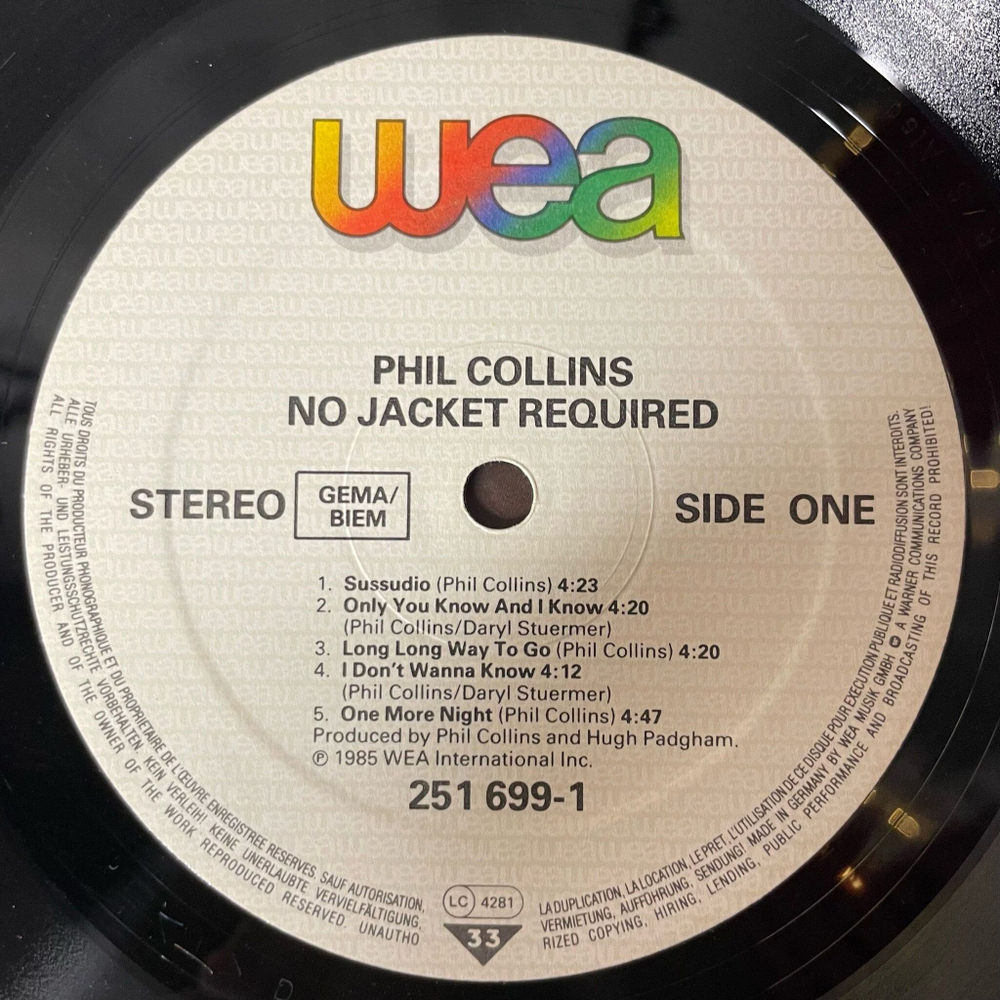 wea
PHIL COLLINS
NO JACKET REQUIRED
STEREO
GEMA/
BIEM
SIDE ONE
1. Sussudio (Phil Collins) 4:23
2. Only You Know And I Know 4:20
(Phil Collins/Daryl Stuermer)
3. Long Long Way To Go (Phil Collins) 4:20
4. I Don't Wanna Know 4:12
(Phil Collins/Daryl Stuermer)
5. One More Night (Phil Collins) 4:47
Produced by Phil Collins and Hugh Padgham.
℗ 1985 WEA International Inc.
251 699-1
LC 4281
33
TOUS DROITS DU PRODUCTEUR PHONOGRAPHIQUE ET DU PROPRIETAIRE DE L'ŒUVRE ENREGISTREE RESERVES. SAUF AUTORISATION,
ALLE URHEBER- UND LEISTUNGSSCHUTZRECHTE VORBEHALTEN. KEIN VERLEIH! KEINE UNERLAUBTE VERVIELFÄLTIGUNG,
ALL RIGHTS OF THE PRODUCER AND OF THE OWNER OF THE WORK REPRODUCED RESERVED. UNAUTHO
LA DUPLICATION, LA LOCATION, LE PRET, L'UTILISATION DE CE DISQUE POUR EXECUTION PUBLIQUE ET RADIODIFFUSION SONT INTERDITS.
VERMIETUNG, AUFFÜHRUNG, SENDUNG! MADE IN GERMANY BY WEA MUSIK GMBH A WARNER COMMUNICATIONS COMPANY
RIZED COPYING, HIRING, LENDING, PUBLIC PERFORMANCE AND BROADCASTING OF THIS RECORD PROHIBITED!